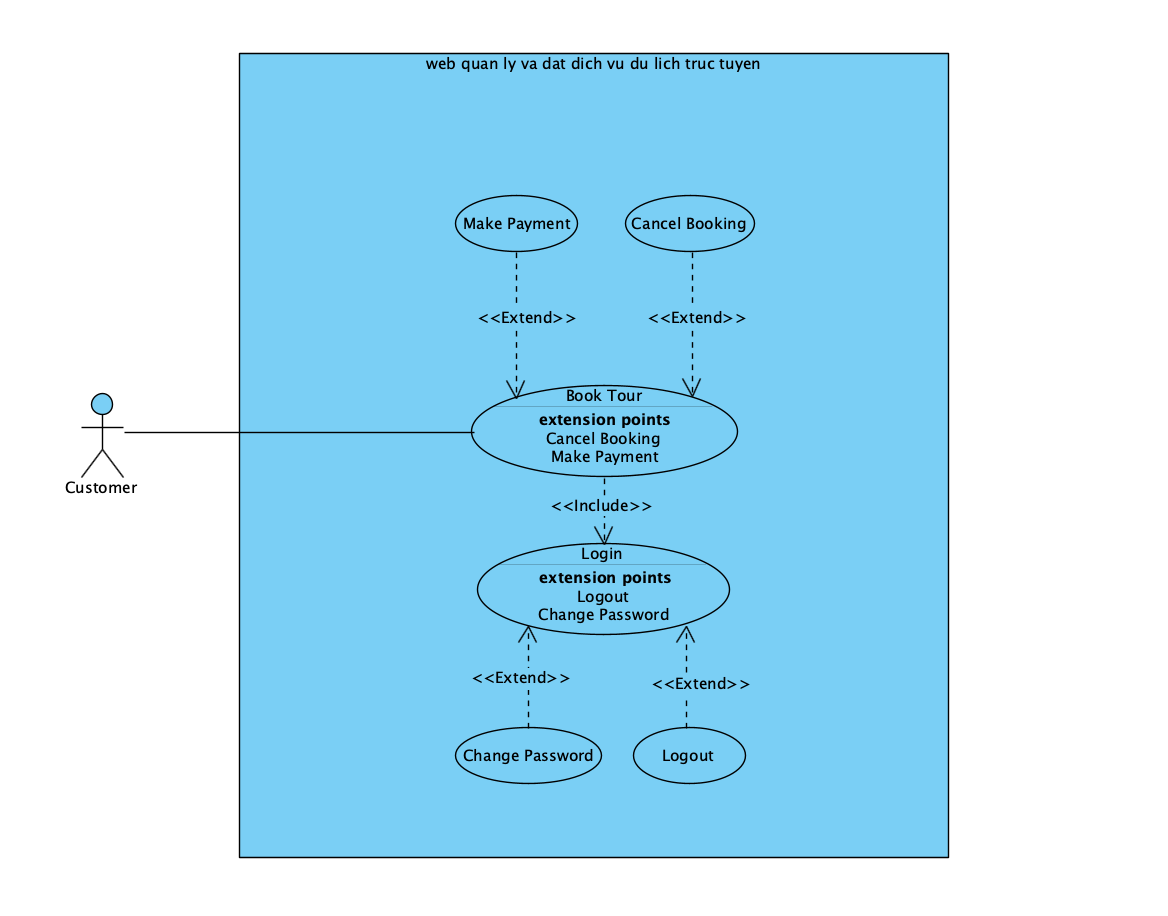 web quan ly va dat dich vu du lich truc tuyen
Make Payment
Cancel Booking
<<Extend>>
<<Extend>>
Book Tour
extension points
Cancel Booking
Make Payment
Customer
<<Include>>
Login
extension points
Logout
Change Password
<<Extend>>
<<Extend>>
Change Password
Logout